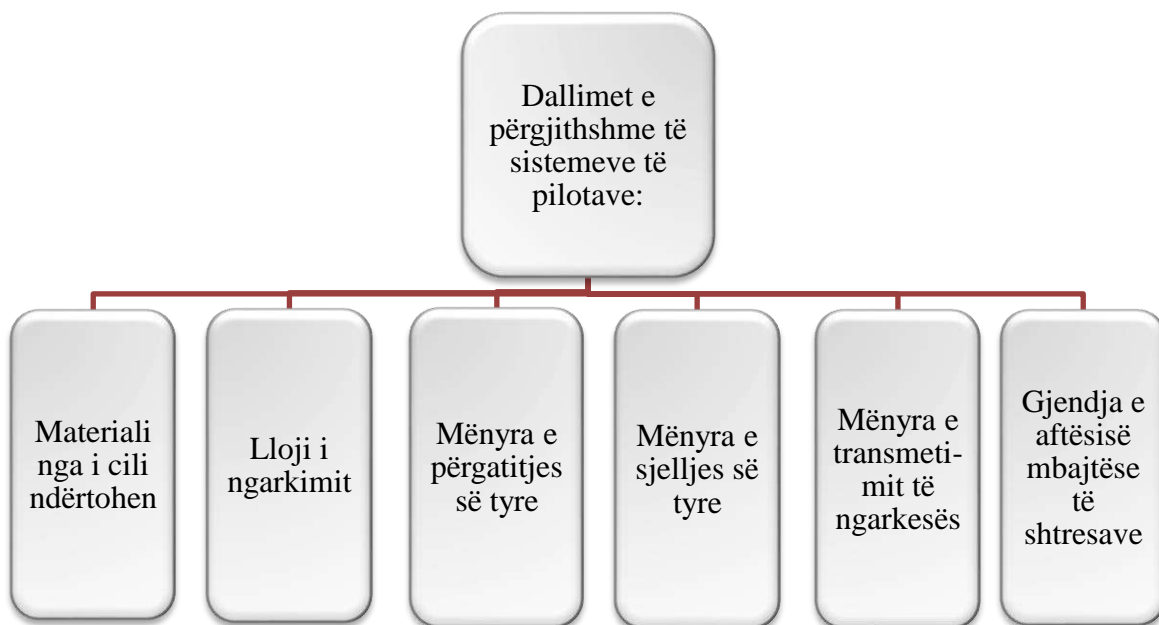 Dallimet e
përgjithshme të
sistemeve të
pilotave:
Materiali
nga i cili
ndërtohen
Lloji i
ngarkimit
Mënyra e
përgatitjes
së tyre
Mënyra e
sjelljes së
tyre
Mënyra e
transmeti-
mit të
ngarkesës
Gjendja e
aftësisë
mbajtëse
të
shtresave